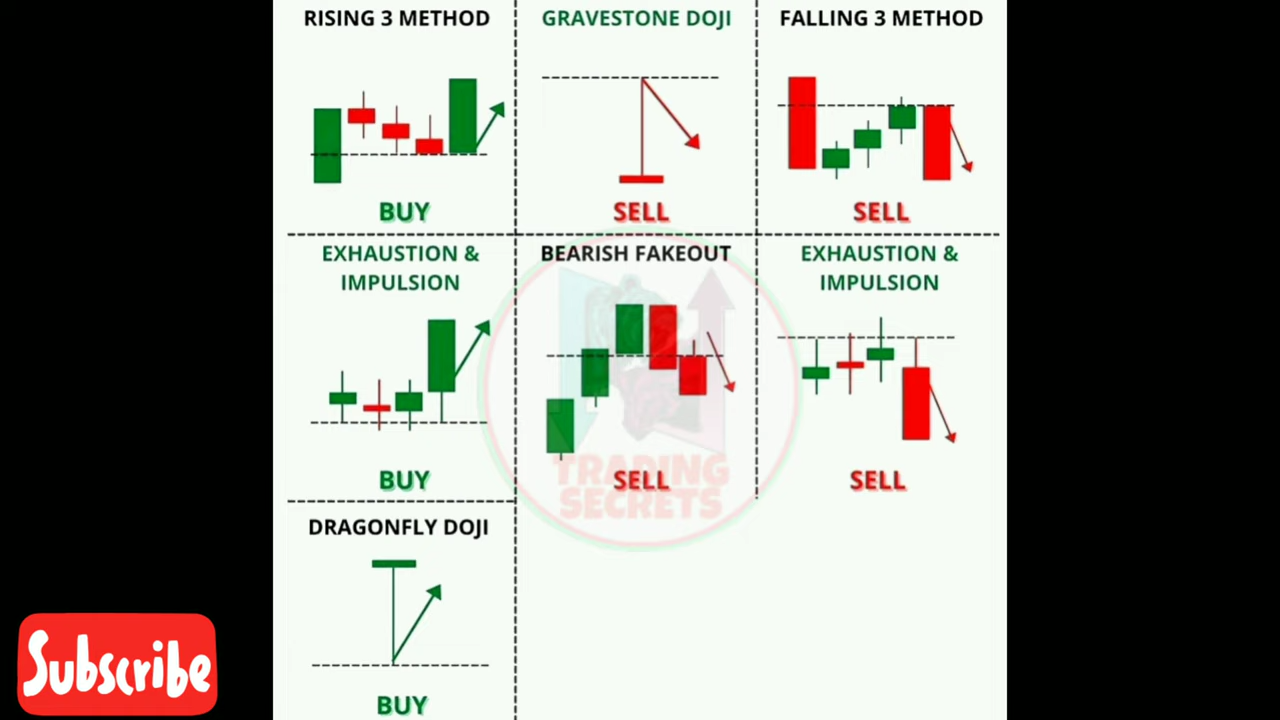 RISING 3 METHOD
GRAVESTONE DOJI
FALLING 3 METHOD
BUY
SELL
SELL
EXHAUSTION &
IMPULSION
BEARISH FAKEOUT
EXHAUSTION &
IMPULSION
TRADING
SECRETS
BUY
SELL
SELL
DRAGONFLY DOJI
BUY
Subscribe